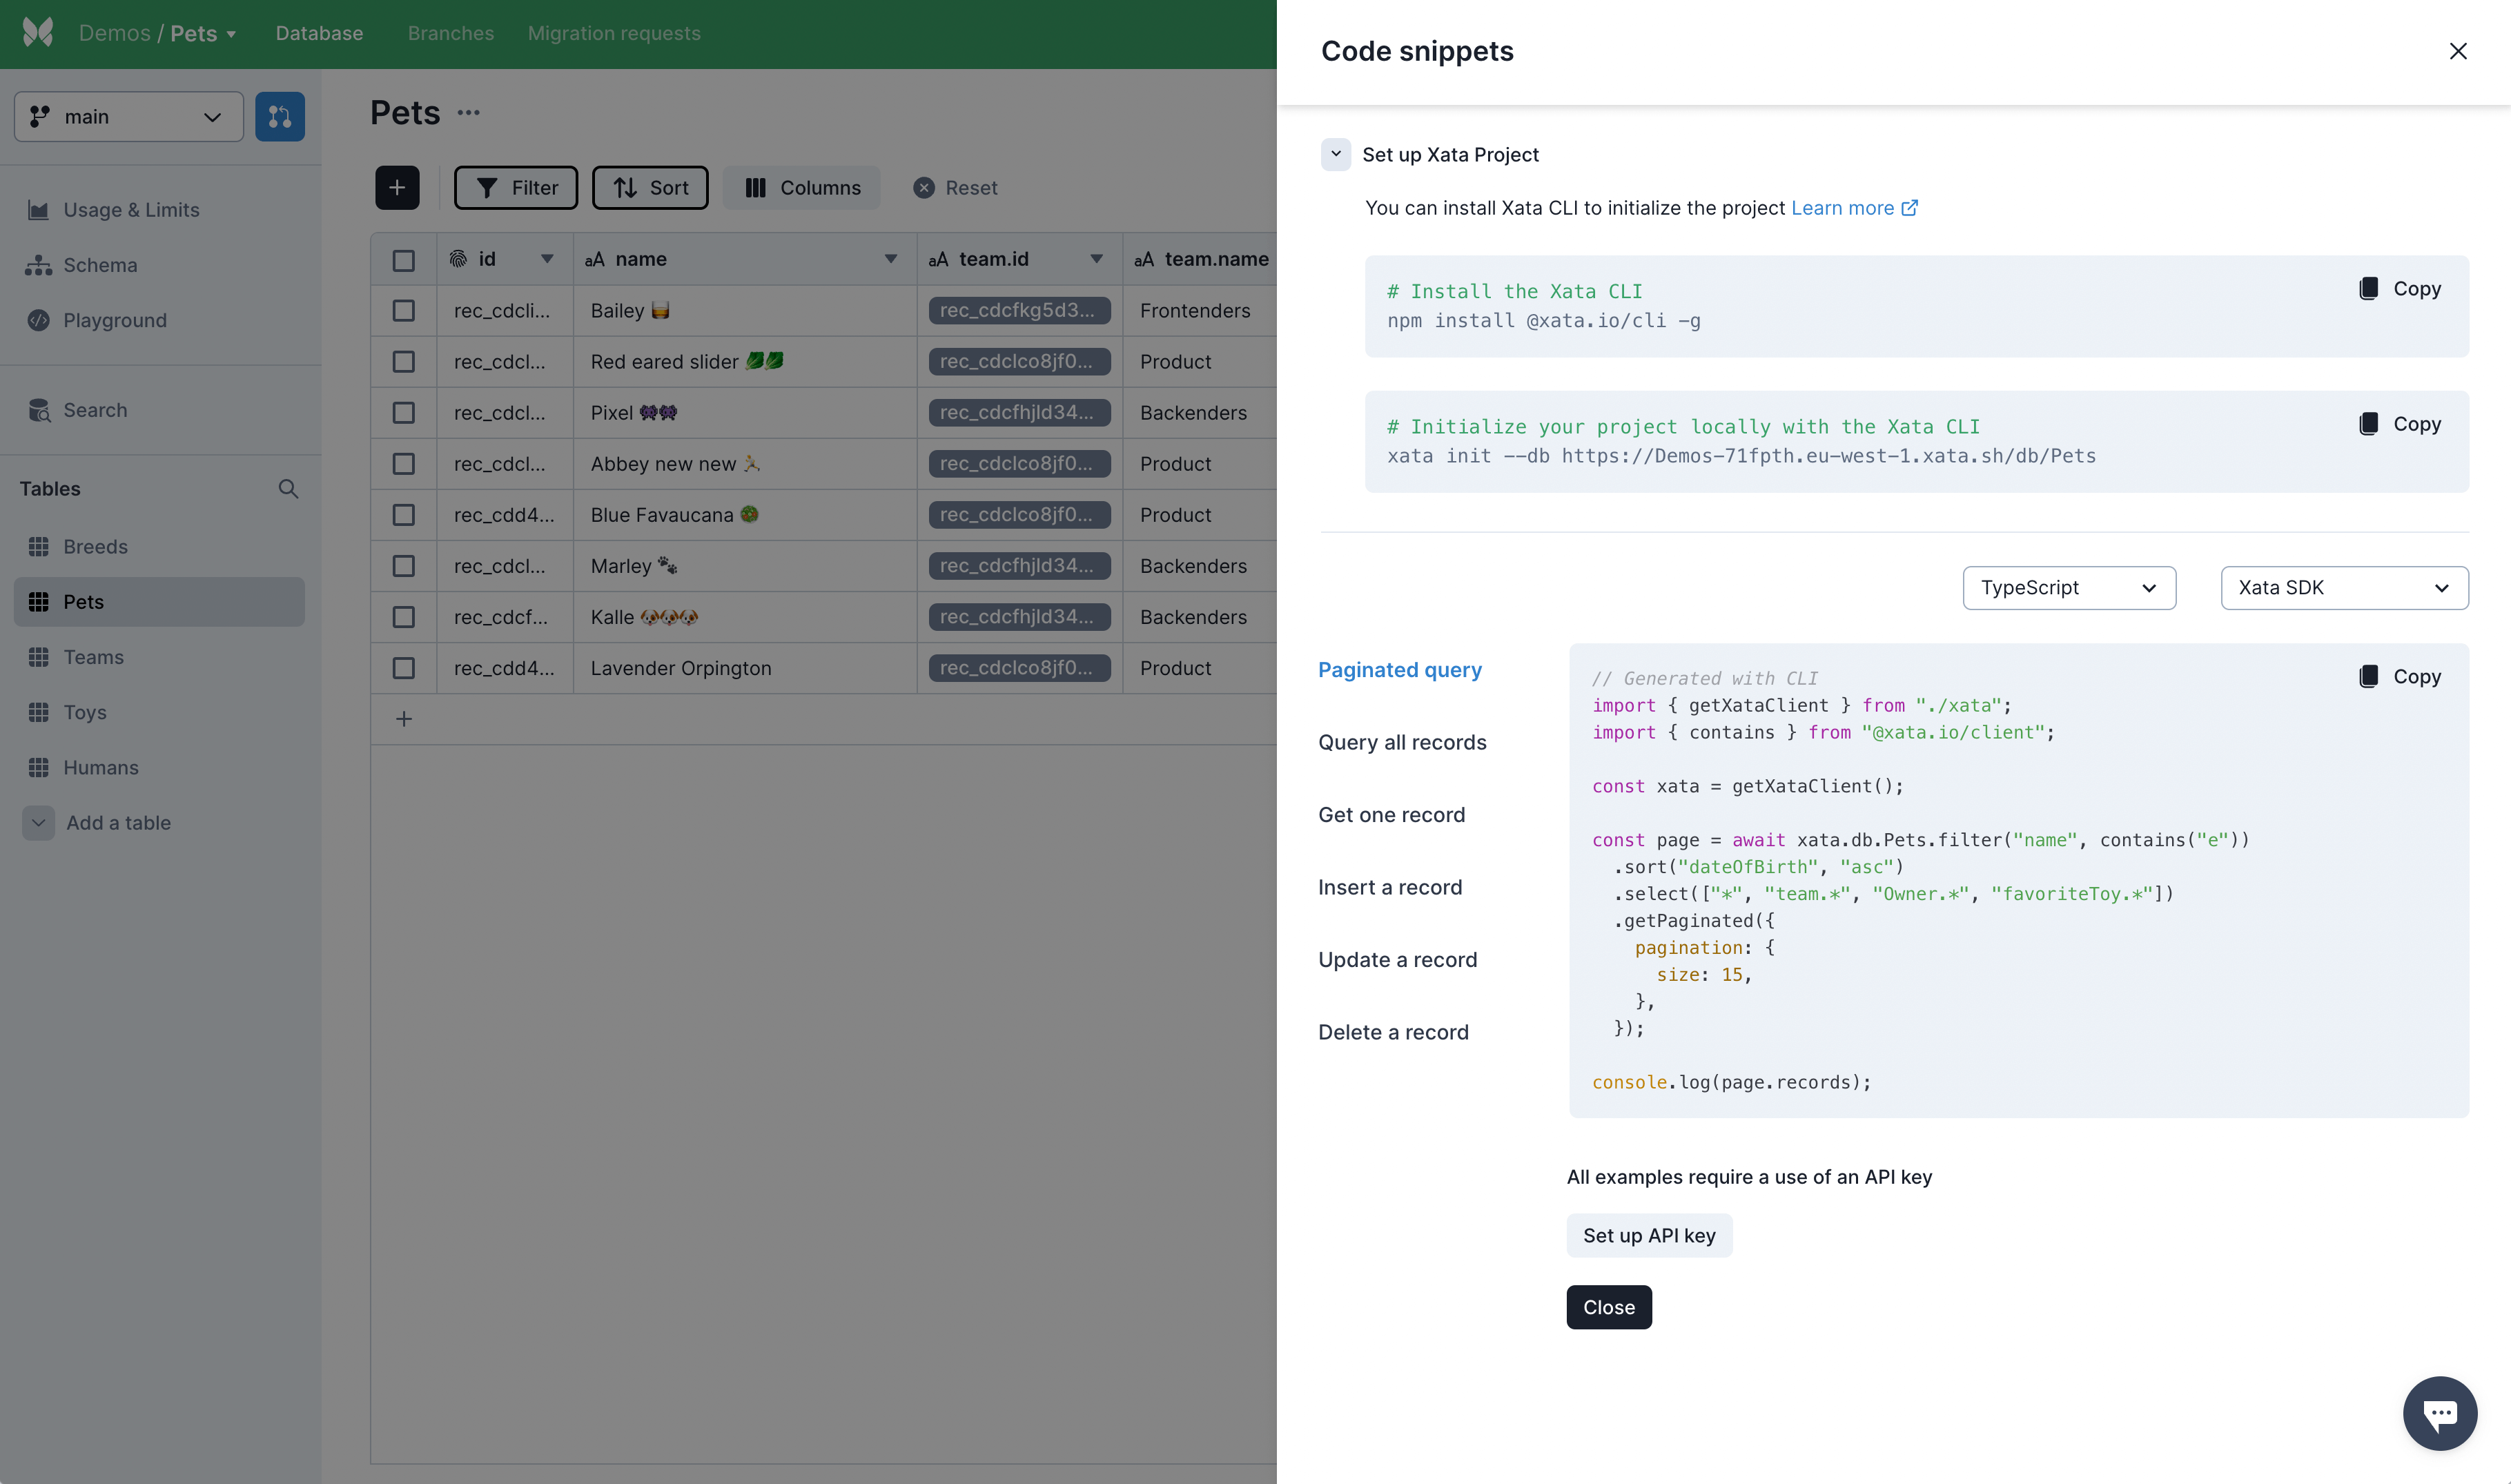 Demos / Pets
Database
Branches
Migration requests
main
Usage & Limits
Schema
Playground
Search
Tables
Breeds
Pets
Teams
Toys
Humans
Add a table
Pets
Filter
Sort
Columns
Reset
id aA name aA team.id aA team.name
rec_cdcli... Bailey 🥃 rec_cdcfkg5d3... Frontenders
rec_cdcl... Red eared slider 🥬🥬 rec_cdclco8jf0... Product
rec_cdcl... Pixel 👾👾 rec_cdcfhjld34... Backenders
rec_cdcl... Abbey new new rec_cdclco8jf0... Product
rec_cdd4... Blue Favaucana rec_cdclco8jf0... Product
rec_cdcl... Marley 🐾 rec_cdcfhjld34... Backenders
rec_cdcf... Kalle 🐶🐶🐶 rec_cdcfhjld34... Backenders
rec_cdd4... Lavender Orpington rec_cdclco8jf0... Product
Code snippets
Set up Xata Project
You can install Xata CLI to initialize the project Learn more
# Install the Xata CLI
npm install @xata.io/cli -g
Copy
# Initialize your project locally with the Xata CLI
xata init --db https://Demos-71fpth.eu-west-1.xata.sh/db/Pets
Copy
TypeScript
Xata SDK
Paginated query
Query all records
Get one record
Insert a record
Update a record
Delete a record
Copy
// Generated with CLI
import { getXataClient } from "./xata";
import { contains } from "@xata.io/client";
const xata = getXataClient();
const page = await xata.db.Pets.filter("name", contains("e"))
.sort("dateOfBirth", "asc")
.select(["*", "team.*", "Owner.*", "favoriteToy.*"])
.getPaginated({
pagination: {
size: 15,
},
});
console.log(page.records);
All examples require a use of an API key
Set up API key
Close